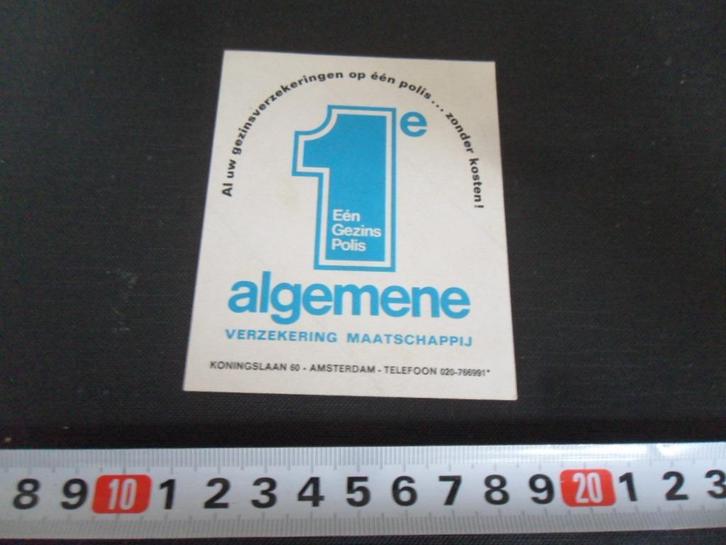 Al uw gezinsverzekeringen op één polis... zonder kosten!
1e
Eén
Gezins
Polis
algemene
VERZEKERING MAATSCHAPPIJ
KONINGSLAAN 60 - AMSTERDAM - TELEFOON 020-766991*
8 9 10 1 2 3 4 5 6 7 8 9 20 1 2 3